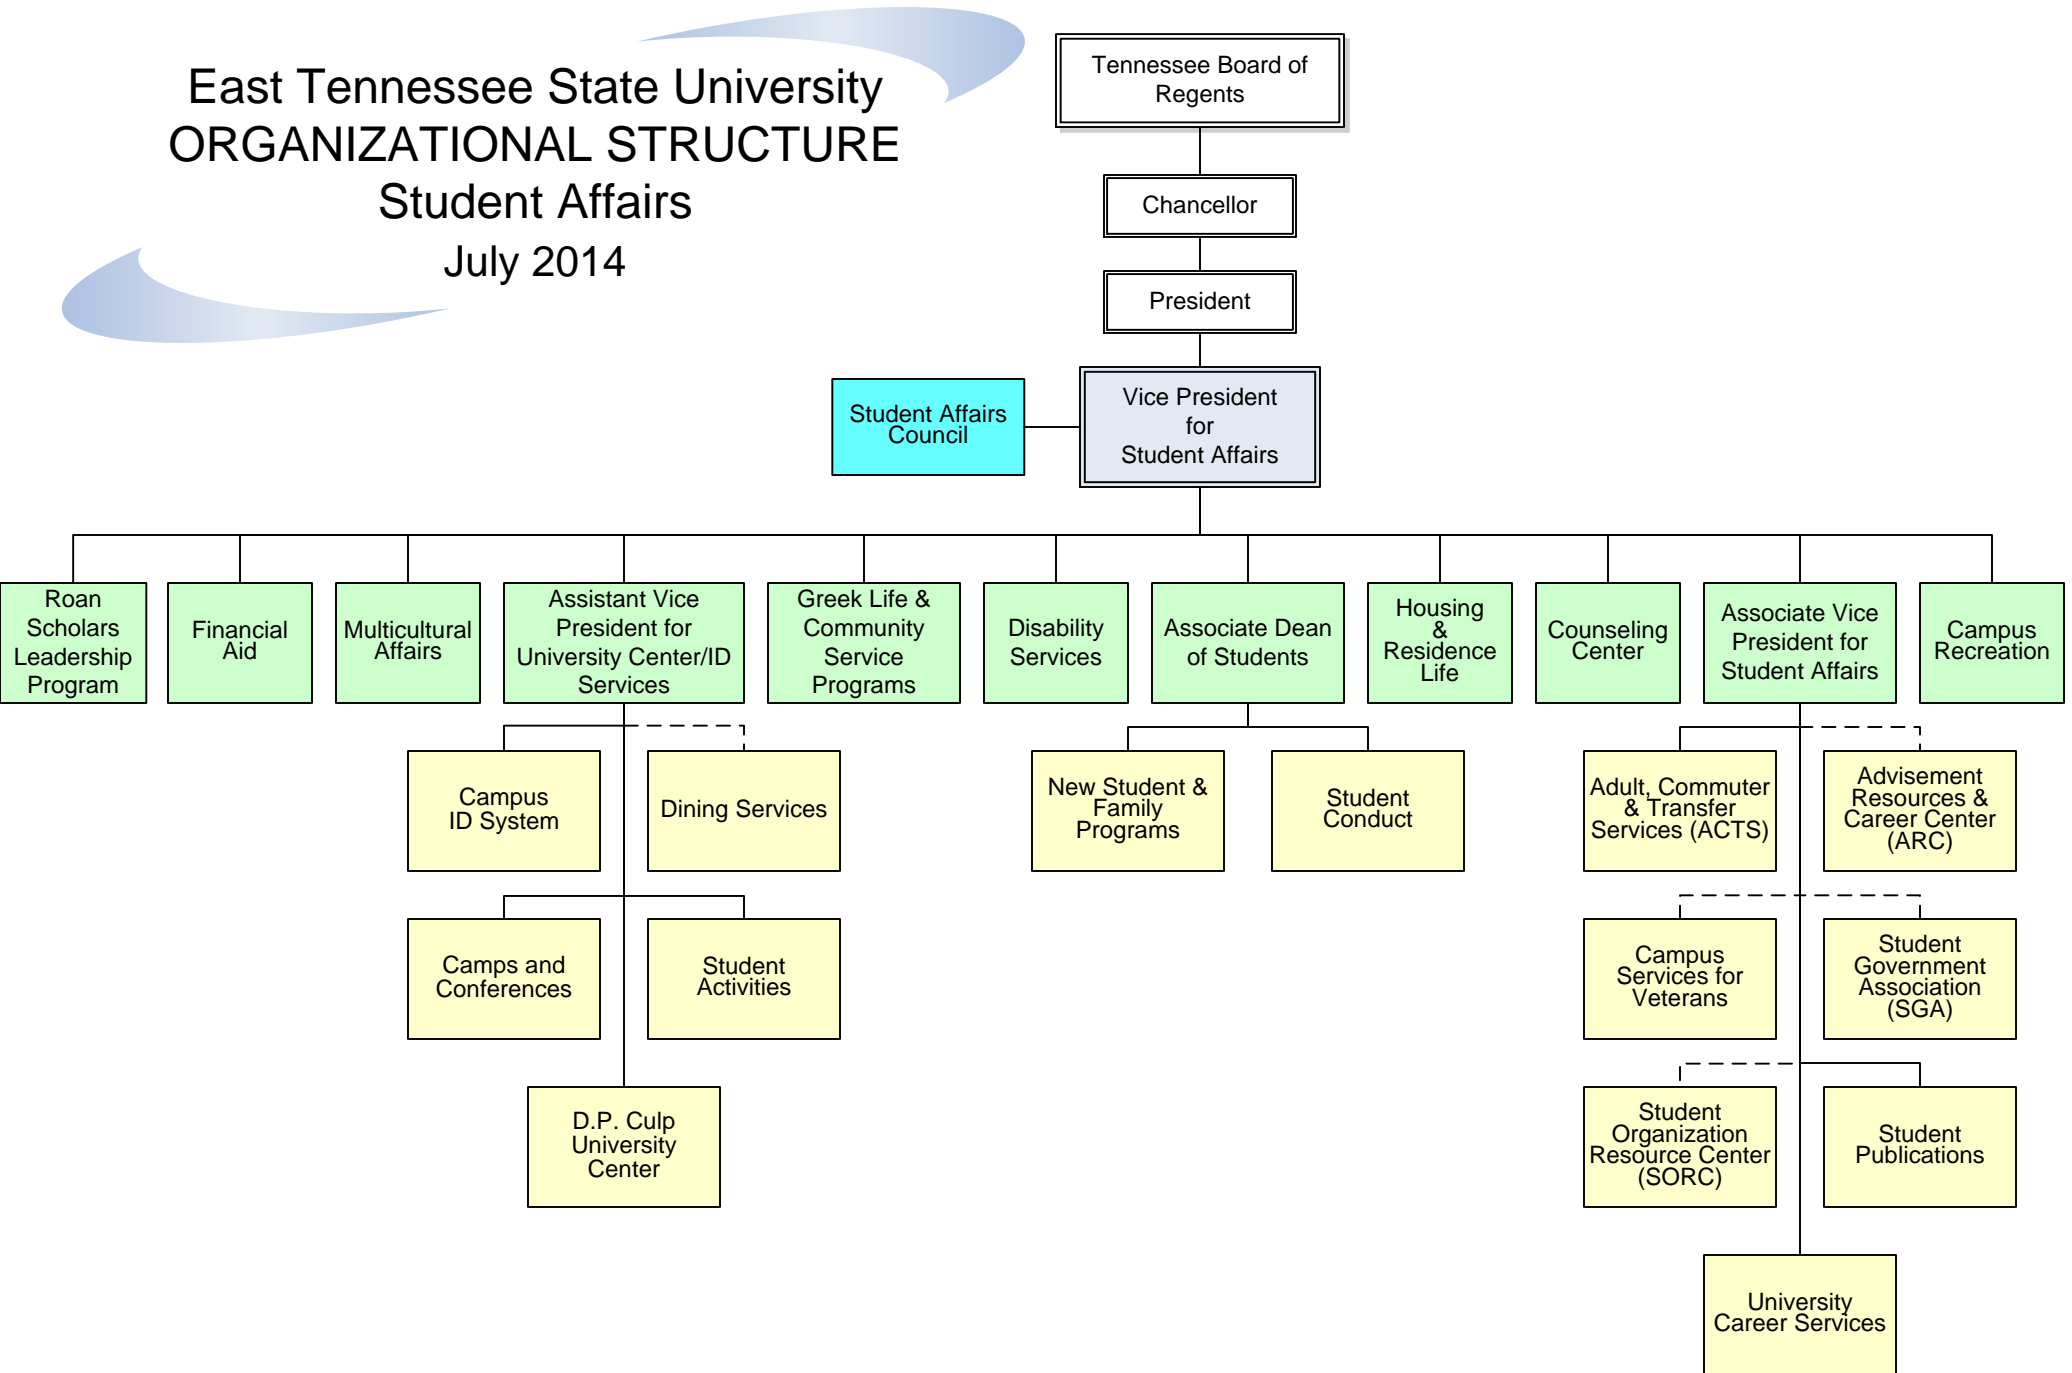 East Tennessee State University
ORGANIZATIONAL STRUCTURE
Student Affairs
July 2014
Tennessee Board of
Regents
Chancellor
President
Student Affairs
Council
Vice President
for
Student Affairs
Roan
Scholars
Leadership
Program
Financial
Aid
Multicultural
Affairs
Assistant Vice
President for
University Center/ID
Services
Greek Life &
Community
Service
Programs
Disability
Services
Associate Dean
of Students
Housing
&
Residence
Life
Counseling
Center
Associate Vice
President for
Student Affairs
Campus
Recreation
Campus
ID System
Dining Services
New Student &
Family
Programs
Student
Conduct
Adult, Commuter
& Transfer
Services (ACTS)
Advisement
Resources &
Career Center
(ARC)
Camps and
Conferences
Student
Activities
Campus
Services for
Veterans
Student
Government
Association
(SGA)
D.P. Culp
University
Center
Student
Organization
Resource Center
(SORC)
Student
Publications
University
Career Services